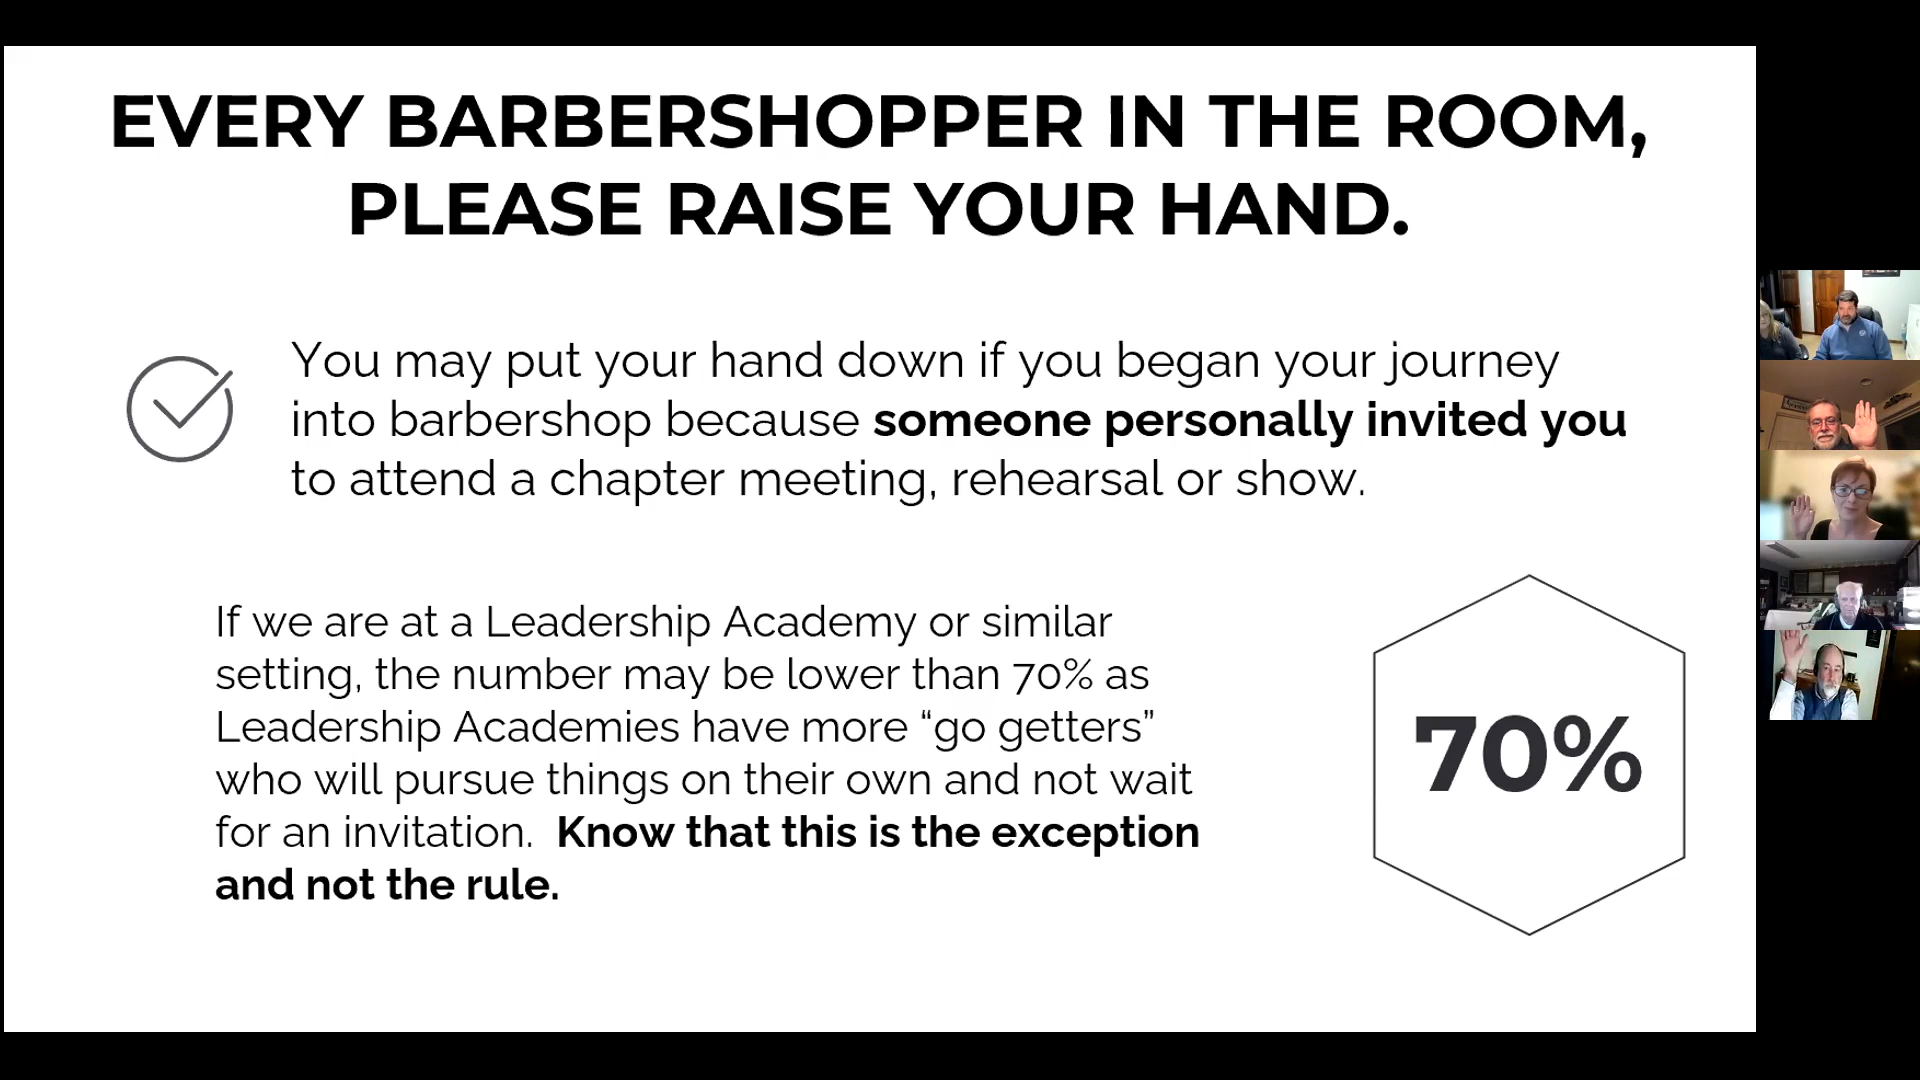 EVERY BARBERSHOPPER IN THE ROOM,
PLEASE RAISE YOUR HAND.
You may put your hand down if you began your journey
into barbershop because someone personally invited you
to attend a chapter meeting, rehearsal or show.
If we are at a Leadership Academy or similar
setting, the number may be lower than 70% as
Leadership Academies have more “go getters”
who will pursue things on their own and not wait
for an invitation.  Know that this is the exception
and not the rule.
70%